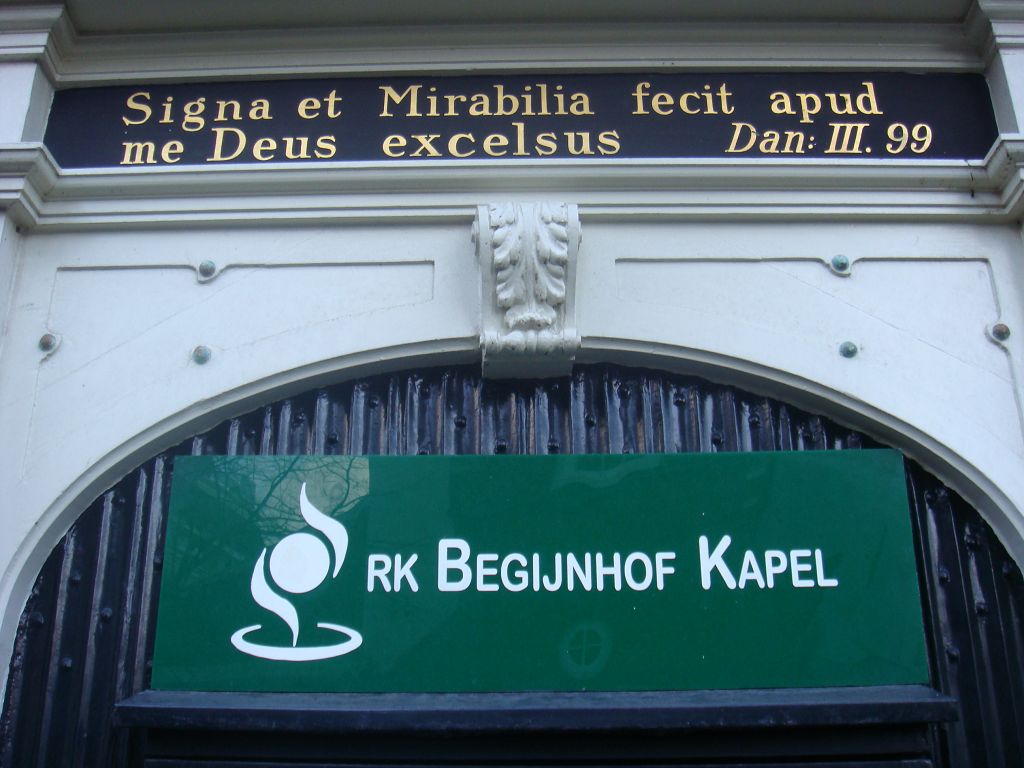 Signa et Mirabilia fecit apud
me Deus excelsus Dan: III. 99
RK BEGIJNHOF KAPEL